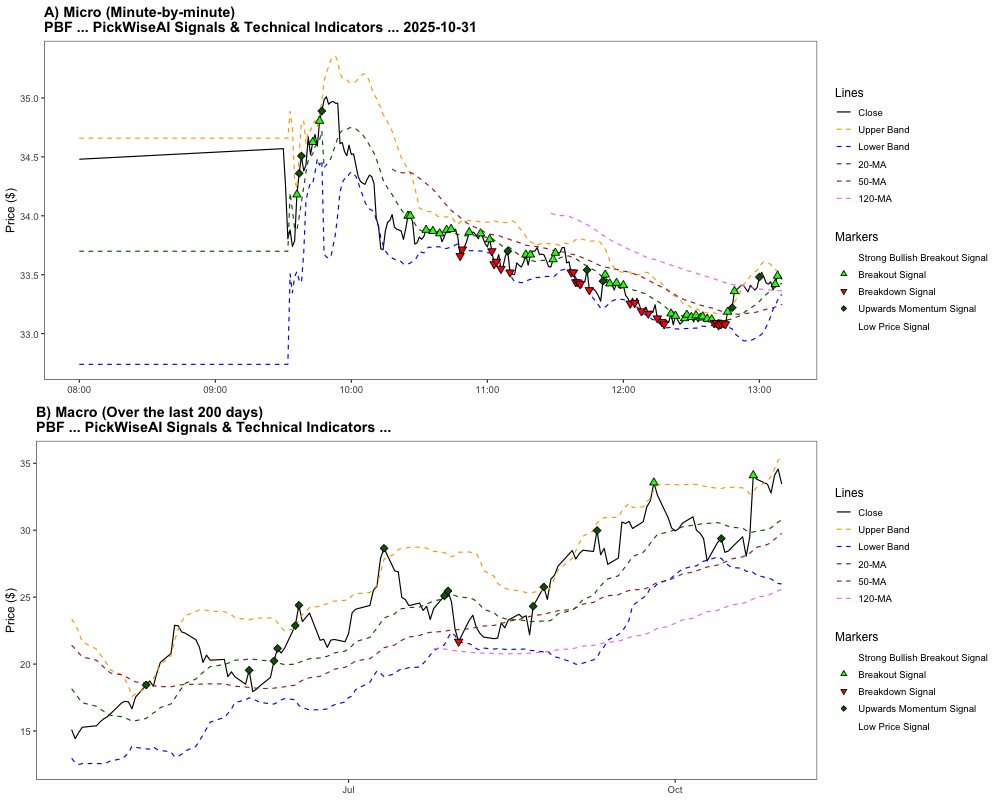 A) Micro (Minute-by-minute)
PBF ... PickWiseAI Signals & Technical Indicators ... 2025-10-31
Price ($)
35.0
34.5
34.0
33.5
33.0
08:00 09:00 10:00 11:00 12:00 13:00
Lines
Close
Upper Band
Lower Band
20-MA
50-MA
120-MA
Markers
Strong Bullish Breakout Signal
Breakout Signal
Breakdown Signal
Upwards Momentum Signal
Low Price Signal
B) Macro (Over the last 200 days)
PBF ... PickWiseAI Signals & Technical Indicators ...
Price ($)
35
30
25
20
15
Jul Oct
Lines
Close
Upper Band
Lower Band
20-MA
50-MA
120-MA
Markers
Strong Bullish Breakout Signal
Breakout Signal
Breakdown Signal
Upwards Momentum Signal
Low Price Signal